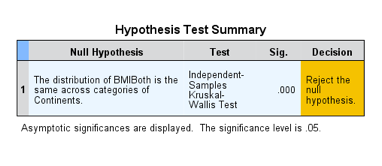 Hypothesis Test Summary
Null Hypothesis Test Sig. Decision
1 The distribution of BMIBoth is the same across categories of Continents. Independent-Samples Kruskal-Wallis Test .000 Reject the null hypothesis.
Asymptotic significances are displayed. The significance level is .05.